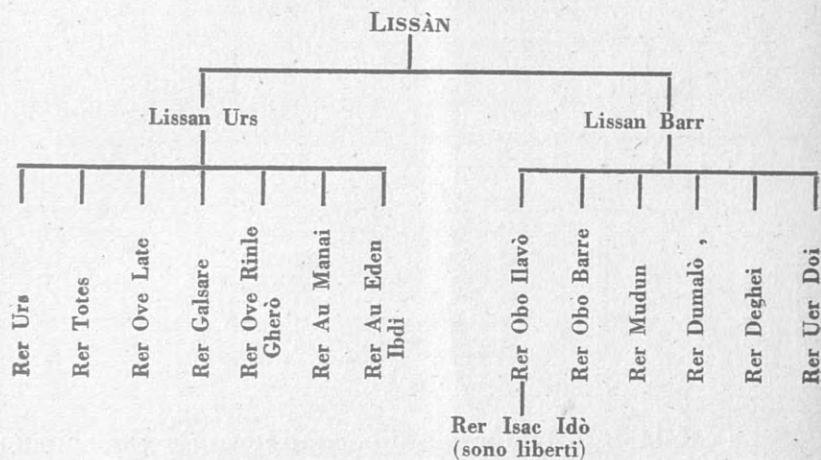 LISSÀN
Lissan Urs
Lissan Barr
Rer Urs
Rer Totes
Rer Ove Late
Rer Galsare
Rer Ove Rinle
Gherò
Rer Au Manai
Rer Au Eden
Ibdi
Rer Obo Ilavò
Rer Obo Barre
Rer Mudun
Rer Dumalò ,
Rer Deghei
Rer Uer Doi
Rer Isac Idò
(sono liberti)